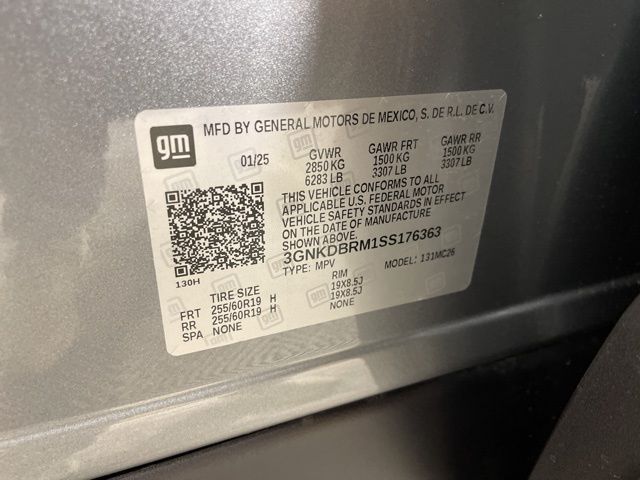 gm
MFD BY GENERAL MOTORS DE MEXICO, S. DE R.L. DE C.V.
01/25 GVWR GAWR FRT GAWR RR
2850 KG 1500 KG 1500 KG
6283 LB 3307 LB 3307 LB
THIS VEHICLE CONFORMS TO ALL
APPLICABLE U.S. FEDERAL MOTOR
VEHICLE SAFETY STANDARDS IN EFFECT
ON THE DATE OF MANUFACTURE
SHOWN ABOVE.
3GNKDBRM1SS176363
TYPE: MPV MODEL: 131MC26
130H
TIRE SIZE RIM
FRT 255/60R19 H 19X8.5J
RR 255/60R19 H 19X8.5J
SPA NONE NONE